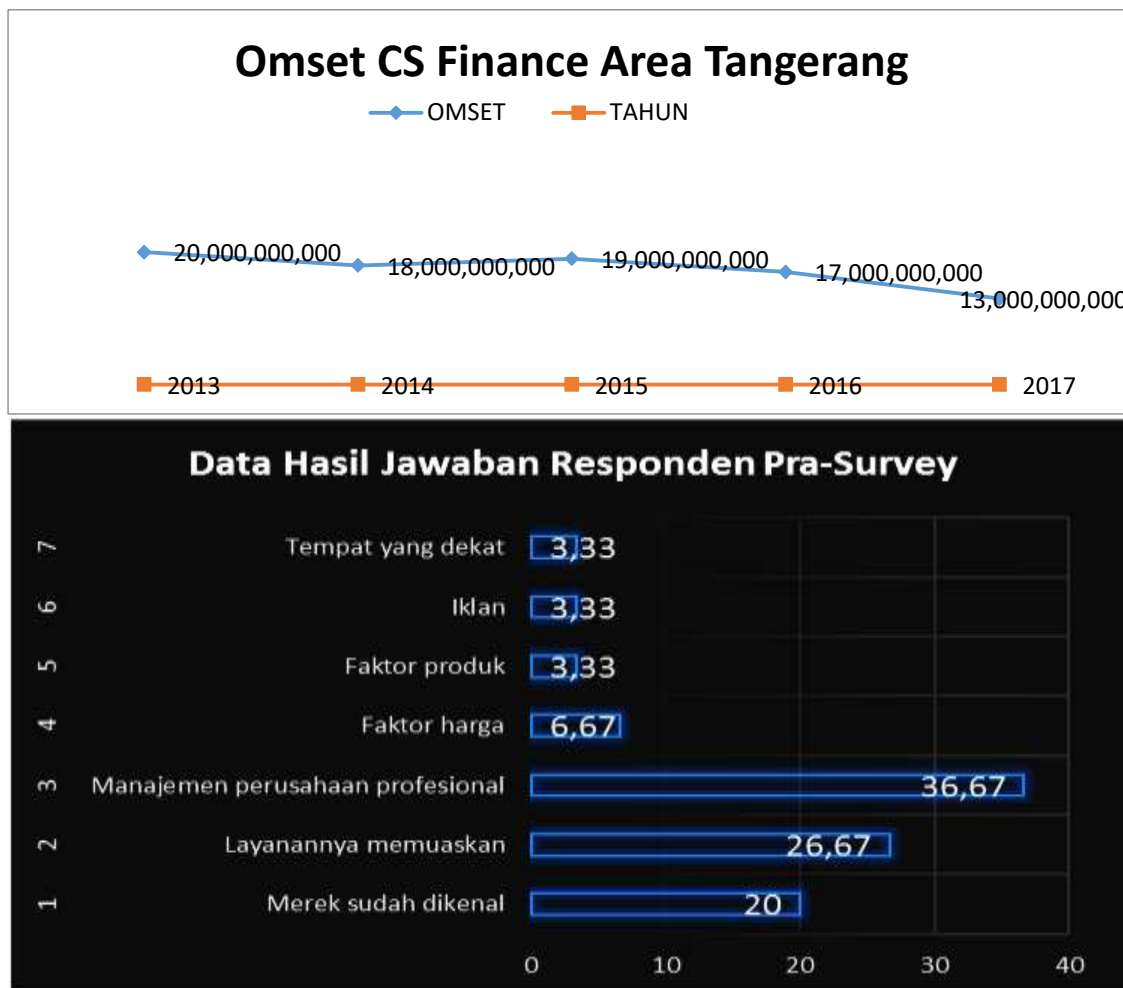 Omset CS Finance Area Tangerang
OMSET TAHUN
20,000,000,000 18,000,000,000 19,000,000,000 17,000,000,000 13,000,000,000
2013 2014 2015 2016 2017
Data Hasil Jawaban Responden Pra-Survey
7 Tempat yang dekat 3,33
6 Iklan 3,33
5 Faktor produk 3,33
4 Faktor harga 6,67
3 Manajemen perusahaan profesional 36,67
2 Layanannya memuaskan 26,67
1 Merek sudah dikenal 20
0 10 20 30 40